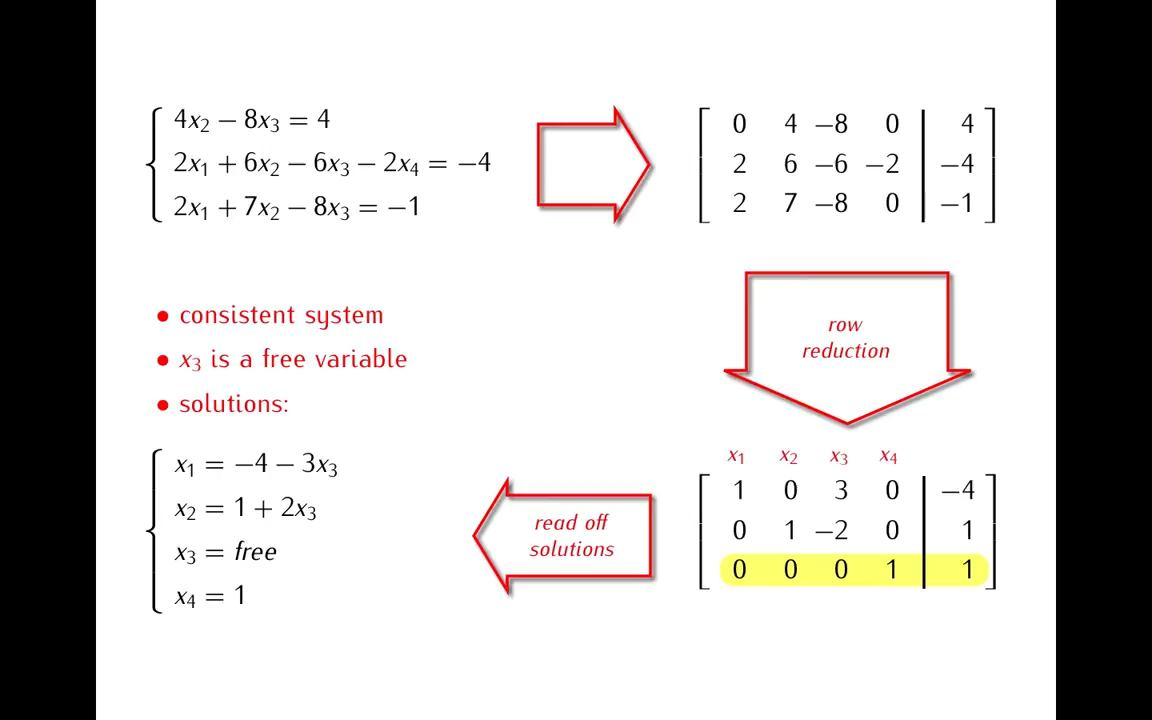 4x₂ − 8x₃ = 4
2x₁ + 6x₂ − 6x₃ − 2x₄ = −4
2x₁ + 7x₂ − 8x₃ = −1
0 4 −8 0 4
2 6 −6 −2 −4
2 7 −8 0 −1
row
reduction
x₁ x₂ x₃ x₄
1 0 3 0 −4
0 1 −2 0 1
0 0 0 1 1
read off
solutions
• consistent system
• x₃ is a free variable
• solutions:
x₁ = −4 − 3x₃
x₂ = 1 + 2x₃
x₃ = free
x₄ = 1